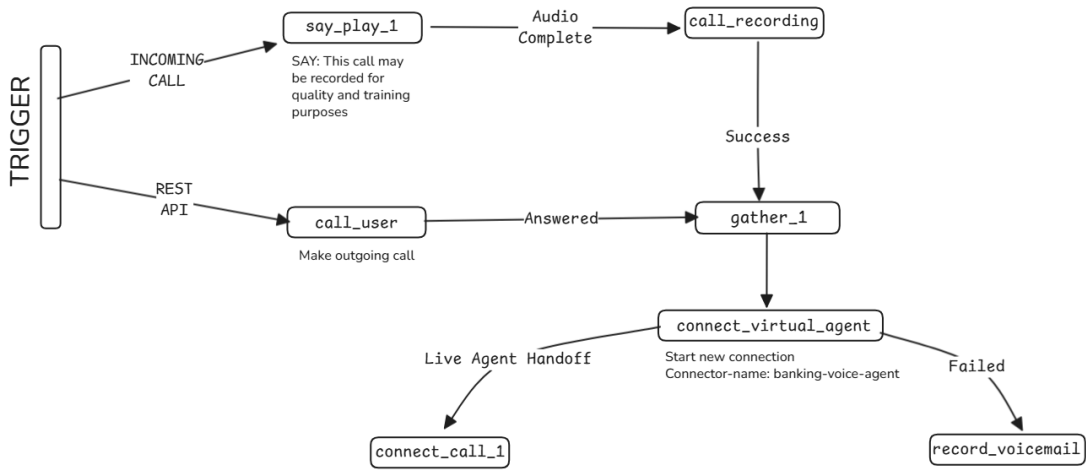 TRIGGER
INCOMING
CALL
say_play_1
SAY: This call may
be recorded for
quality and training
purposes
Audio
Complete
call_recording
Success
REST
API
call_user
Make outgoing call
Answered
gather_1
connect_virtual_agent
Start new connection
Connector-name: banking-voice-agent
Live Agent Handoff
Failed
connect_call_1
record_voicemail